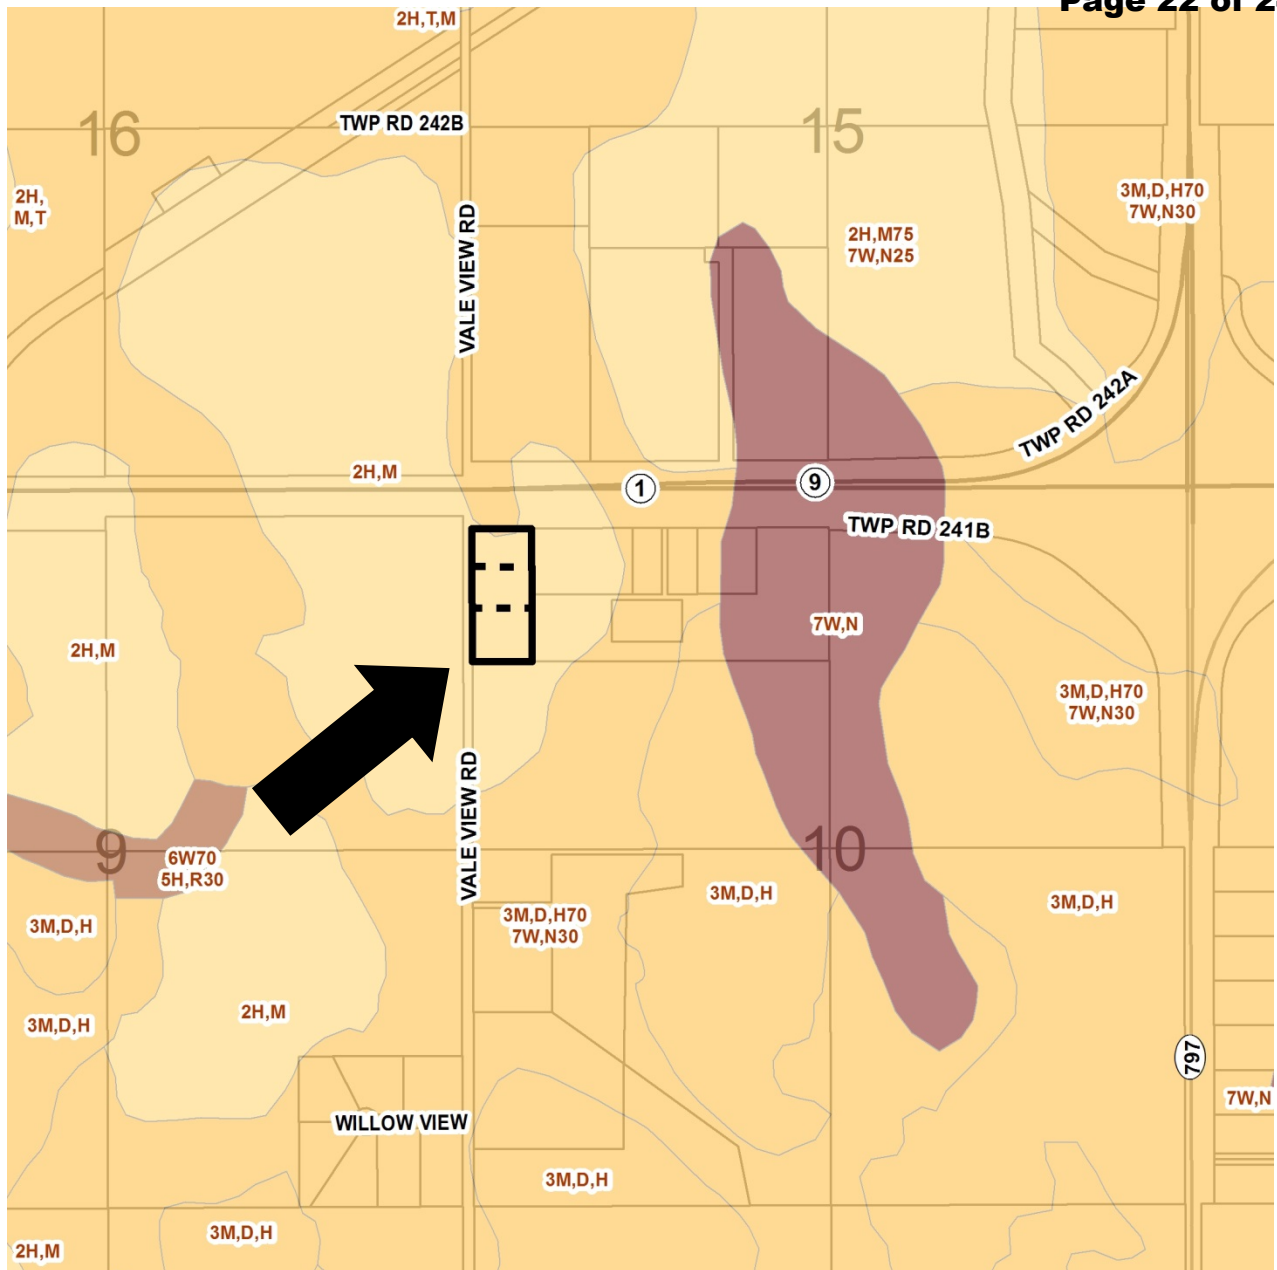 Page 22 of 2
2H,T,M
16
TWP RD 242B
15
2H,
M,T
3M,D,H70
7W,N30
VALE VIEW RD
2H,M75
7W,N25
TWP RD 242A
2H,M
1
9
TWP RD 241B
7W,N
2H,M
3M,D,H70
7W,N30
VALE VIEW RD
9
10
6W70
5H,R30
3M,D,H
3M,D,H70
7W,N30
3M,D,H
3M,D,H
2H,M
3M,D,H
797
7W,N
WILLOW VIEW
3M,D,H
3M,D,H
2H,M